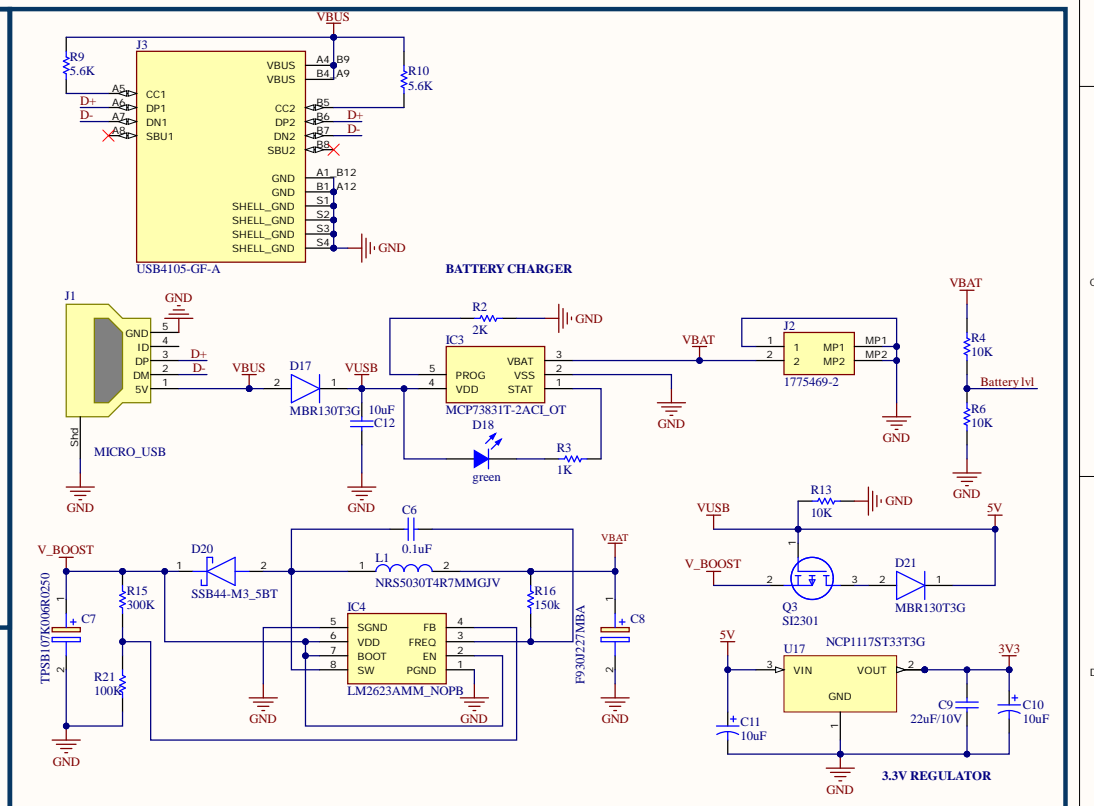 VBUS
J3
R9
5.6K
VBUS
A4
B9
VBUS
B4
A9
R10
5.6K
A5
CC1
D+
A6
DP1
D-
A7
DN1
A8
SBU1
CC2
B5
DP2
B6
D+
DN2
B7
D-
SBU2
B8
GND
A1
B12
GND
B1
A12
SHELL_GND
S1
SHELL_GND
S2
SHELL_GND
S3
SHELL_GND
S4
GND
USB4105-GF-A
BATTERY CHARGER
J1
GND
GND
5
ID
4
DP
3
D+
DM
2
D-
5V
1
Shd
MICRO_USB
GND
VBUS
D17
2
1
MBR130T3G
VUSB
10uF
C12
GND
R2
2K
GND
IC3
5
PROG
4
VDD
VBAT
3
VSS
2
STAT
1
MCP73831T-2ACI_OT
D18
green
R3
1K
GND
VBAT
J2
1
1
2
2
MP1
MP1
MP2
MP2
1775469-2
GND
VBAT
R4
10K
Battery lvl
R6
10K
GND
V_BOOST
TPSB107K006R0250
1
C7
2
GND
R15
300K
R21
100K
1
D20
2
SSB44-M3_5BT
C6
0.1uF
1
L1
2
NRS5030T4R7MMGJV
IC4
5
SGND
6
VDD
7
BOOT
8
SW
FB
4
FREQ
3
EN
2
PGND
1
LM2623AMM_NOPB
GND
GND
R16
150k
VBAT
F930J227MBA
1
C8
2
GND
R13
10K
GND
VUSB
5V
1
V_BOOST
2
3
Q3
SI2301
2
D21
1
MBR130T3G
5V
U17
NCP1117ST33T3G
3
VIN
VOUT
2
GND
1
3V3
C11
10uF
C9
22uF/10V
C10
10uF
GND
3.3V REGULATOR